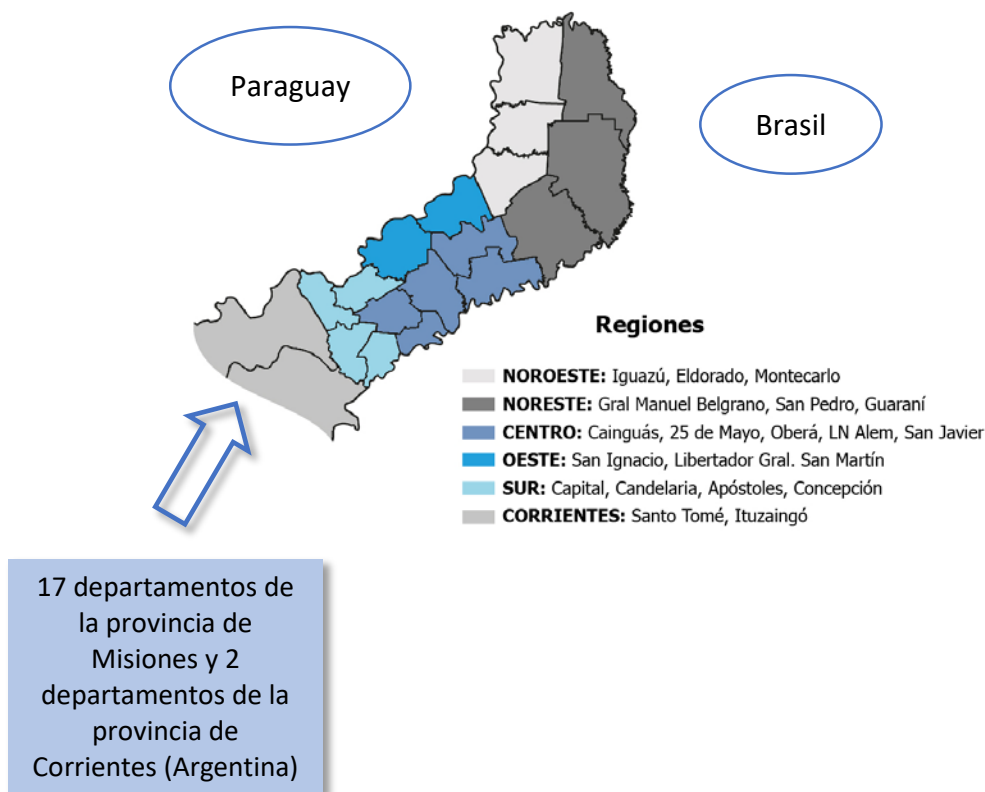 Paraguay
Brasil
Regiones
NOROESTE: Iguazú, Eldorado, Montecarlo
NORESTE: Gral Manuel Belgrano, San Pedro, Guaraní
CENTRO: Cainguás, 25 de Mayo, Oberá, LN Alem, San Javier
OESTE: San Ignacio, Libertador Gral. San Martín
SUR: Capital, Candelaria, Apóstoles, Concepción
CORRIENTES: Santo Tomé, Ituzaingó
17 departamentos de
la provincia de
Misiones y 2
departamentos de la
provincia de
Corrientes (Argentina)